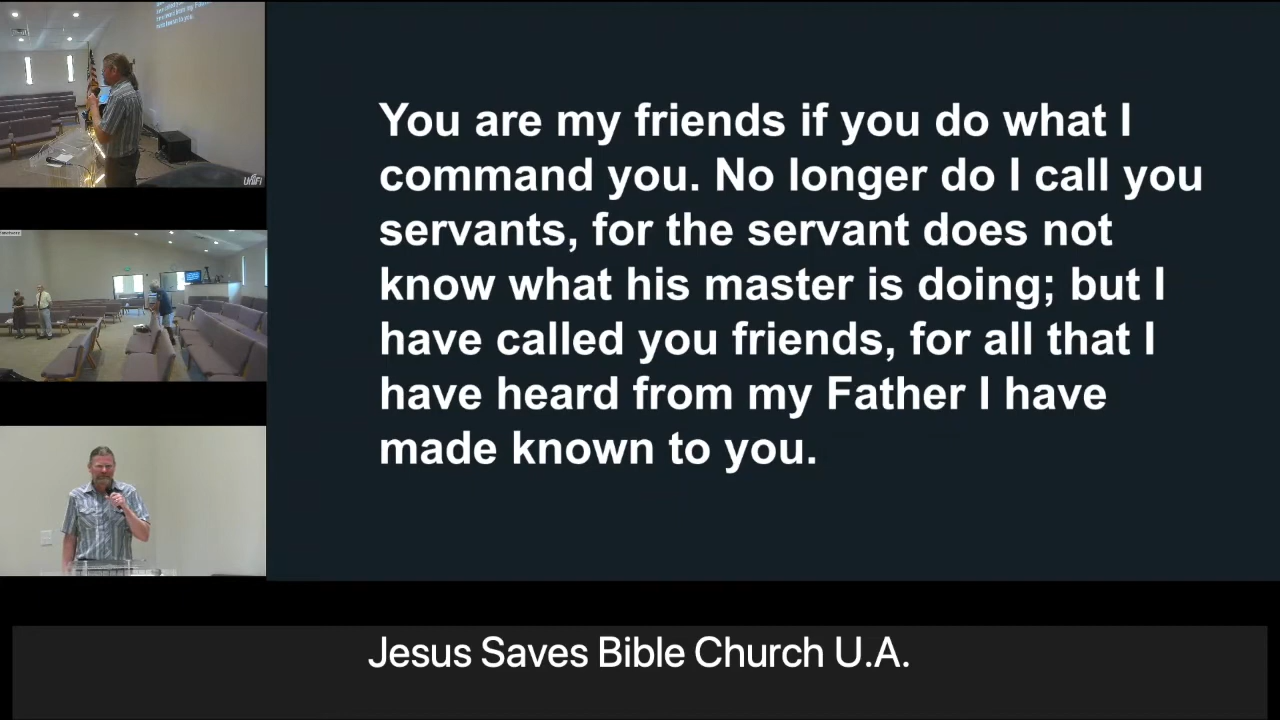 You are my friends if you do what I
command you. No longer do I call you
servants, for the servant does not
know what his master is doing; but I
have called you friends, for all that I
have heard from my Father I have
made known to you.
Jesus Saves Bible Church U.A.